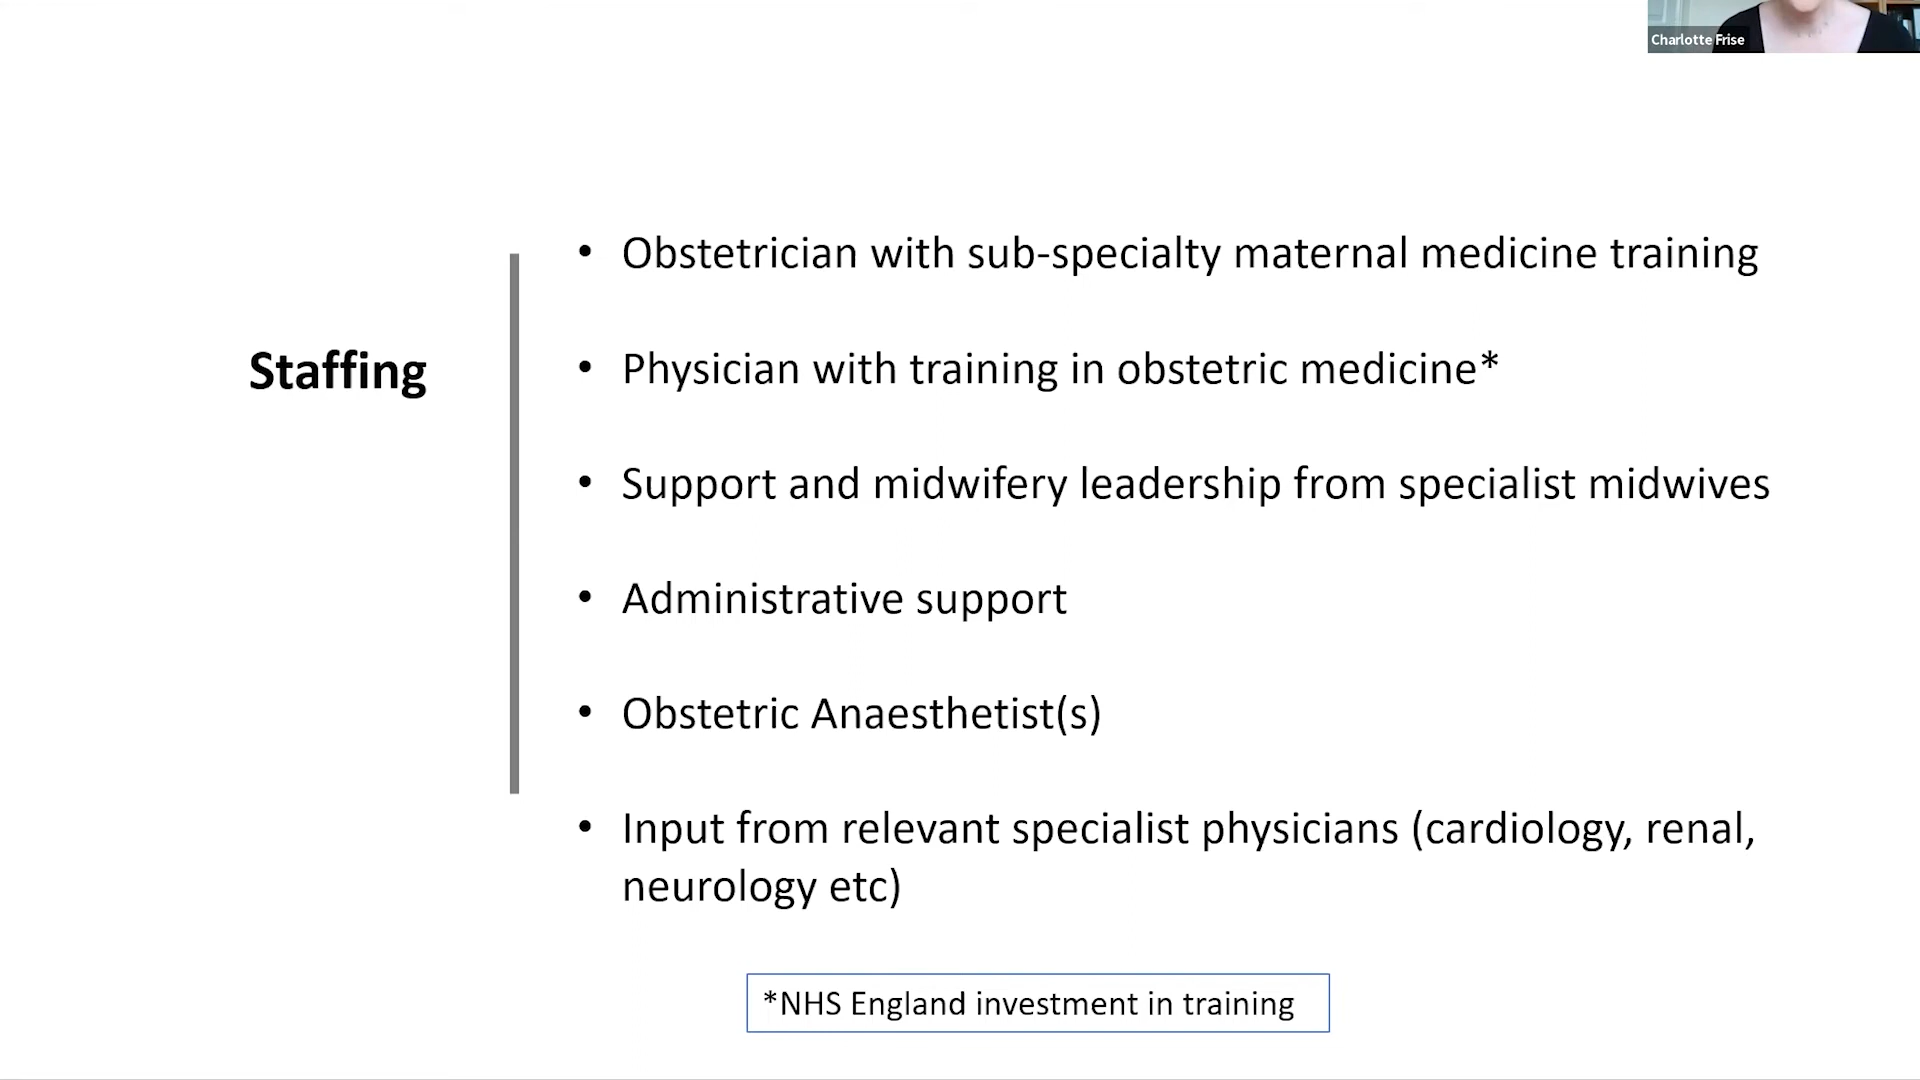 Charlotte Frise
Staffing
• Obstetrician with sub-specialty maternal medicine training
• Physician with training in obstetric medicine*
• Support and midwifery leadership from specialist midwives
• Administrative support
• Obstetric Anaesthetist(s)
• Input from relevant specialist physicians (cardiology, renal,
neurology etc)
*NHS England investment in training